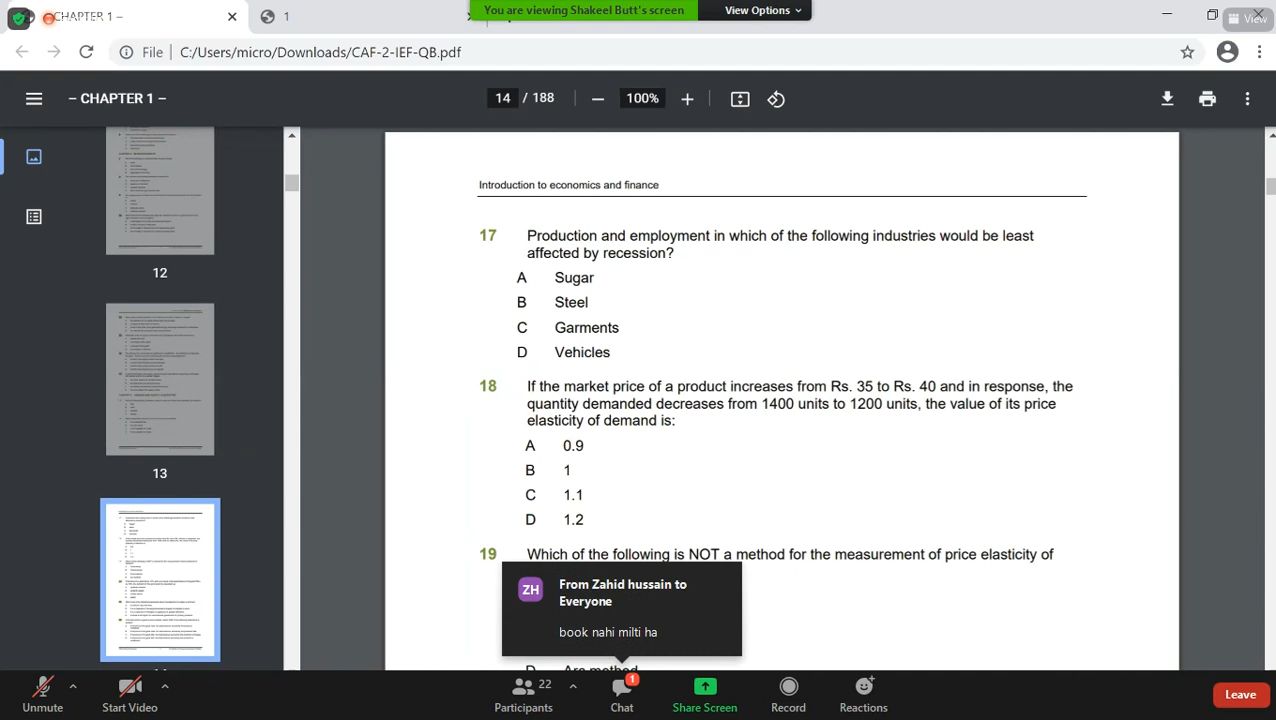 CHAPTER 1 –
1
You are viewing Shakeel Butt's screen
View Options
View
File
C:/Users/micro/Downloads/CAF-2-IEF-QB.pdf
– CHAPTER 1 –
14 / 188
100%
12
13
Introduction to economics and finance
17 Production and employment in which of the following industries would be least
affected by recession?
A Sugar
B Steel
C Garments
D Vehicles
18 If the market price of a product increases from Rs. 35 to Rs. 40 and in response, the
quantity demanded decreases from 1400 units to 1200 units, the value of its price
elasticity of demand is:
A 0.9
B 1
C 1.1
D 1.2
19 Which of the following is NOT a method for the measurement of price elasticity of
ZH
From Zahid hussain to
nahi mili ha
D Arc method
Unmute
Start Video
22
Participants
1
Chat
Share Screen
Record
Reactions
Leave